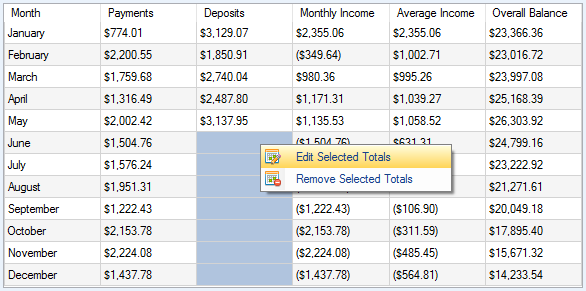 Month Payments Deposits Monthly Income Average Income Overall Balance
January $774.01 $3,129.07 $2,355.06 $2,355.06 $23,366.36
February $2,200.55 $1,850.91 ($349.64) $1,002.71 $23,016.72
March $1,759.68 $2,740.04 $980.36 $995.26 $23,997.08
April $1,316.49 $2,487.80 $1,171.31 $1,039.27 $25,168.39
May $2,002.42 $3,137.95 $1,135.53 $1,058.52 $26,303.92
June $1,504.76 ($1,504.76) $631.31 $24,799.16
Edit Selected Totals
July $1,576.24 $23,222.92
Remove Selected Totals
August $1,951.31 $21,271.61
September $1,222.43 ($1,222.43) ($106.90) $20,049.18
October $2,153.78 ($2,153.78) ($311.59) $17,895.40
November $2,224.08 ($2,224.08) ($485.45) $15,671.32
December $1,437.78 ($1,437.78) ($564.81) $14,233.54